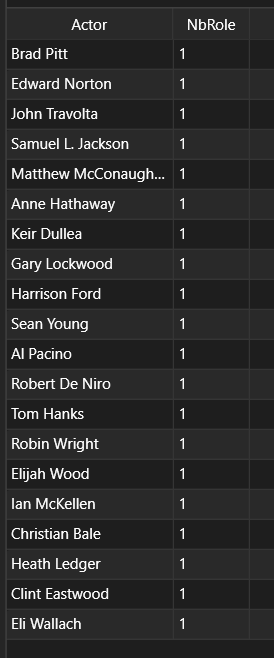 Actor NbRole
Brad Pitt 1
Edward Norton 1
John Travolta 1
Samuel L. Jackson 1
Matthew McConaugh... 1
Anne Hathaway 1
Keir Dullea 1
Gary Lockwood 1
Harrison Ford 1
Sean Young 1
Al Pacino 1
Robert De Niro 1
Tom Hanks 1
Robin Wright 1
Elijah Wood 1
Ian McKellen 1
Christian Bale 1
Heath Ledger 1
Clint Eastwood 1
Eli Wallach 1